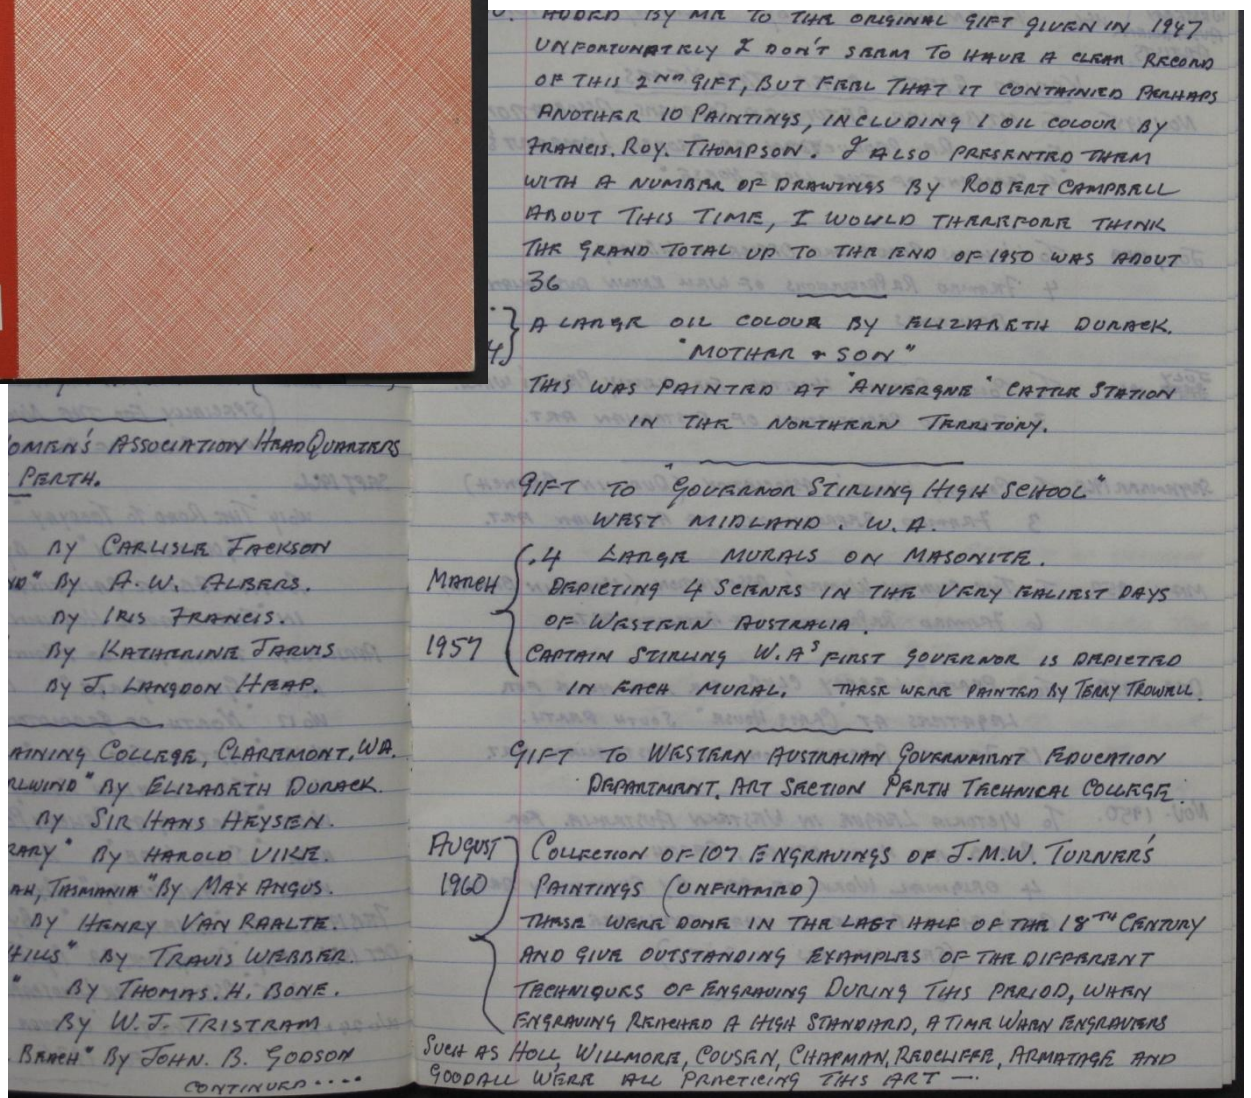 OMEN'S ASSOCIATION HEAD QUARTERS
PERTH.
BY CARLISLE JACKSON
ND" BY A. W. ALBERS.
BY IRIS FRANCIS.
" BY KATHERINE JARVIS
BY J. LANGDON HEAP.
AINING COLLEGE, CLAREMONT, WA.
RLWIND" BY ELIZABETH DURACK.
BY SIR HANS HEYSEN.
RARY" BY HAROLD VIKE.
AH, TASMANIA" BY MAX ANGUS.
BY HENRY VAN RAALTE.
HILLS" BY TRAVIS WEBBER.
" BY THOMAS. H. BONE.
BY W. J. TRISTRAM
BEACH" BY JOHN. B. GODSON
CONTINUED....
ADDED BY ME TO THE ORIGINAL GIFT GIVEN IN 1947
UNFORTUNATELY I DON'T SEEM TO HAVE A CLEAR RECORD
OF THIS 2ND GIFT, BUT FEEL THAT IT CONTAINED PERHAPS
ANOTHER 10 PAINTINGS, INCLUDING 1 OIL COLOUR BY
FRANCIS. ROY. THOMPSON. I ALSO PRESENTED THEM
WITH A NUMBER OF DRAWINGS BY ROBERT CAMPBELL
ABOUT THIS TIME, I WOULD THEREFORE THINK
THE GRAND TOTAL UP TO THE END OF 1950 WAS ABOUT
36
A LARGE OIL COLOUR BY ELIZABETH DURACK.
"MOTHER & SON"
THIS WAS PAINTED AT "AUVERGNE" CATTLE STATION
IN THE NORTHERN TERRITORY.
GIFT TO "GOVERNOR STIRLING HIGH SCHOOL"
WEST MIDLAND. W.A.
.4 LARGE MURALS ON MASONITE.
MARCH DEPICTING 4 SCENES IN THE VERY EALIEST DAYS
OF WESTERN AUSTRALIA.
1957 CAPTAIN STIRLING W.A'S FIRST GOVERNOR IS DEPICTED
IN EACH MURAL. THESE WERE PAINTED BY TERRY TROWELL.
GIFT TO WESTERN AUSTRALIAN GOVERNMENT EDUCATION
DEPARTMENT. ART SECTION PERTH TECHNICAL COLLEGE.
AUGUST COLLECTION OF 107 ENGRAVINGS OF J.M.W. TURNER'S
1960 PAINTINGS (UNFRAMED)
THESE WERE DONE IN THE LAST HALF OF THE 18TH CENTURY
AND GIVE OUTSTANDING EXAMPLES OF THE DIFFERENT
TECHNIQUES OF ENGRAVING DURING THIS PERIOD, WHEN
ENGRAVING REACHED A HIGH STANDARD, A TIME WHEN ENGRAVERS
SUCH AS HOLL, WILLMORE, COUSEN, CHAPMAN, REDCLIFFE, ARMATAGE AND
GOODALL WERE ALL PRACTICING THIS ART —.